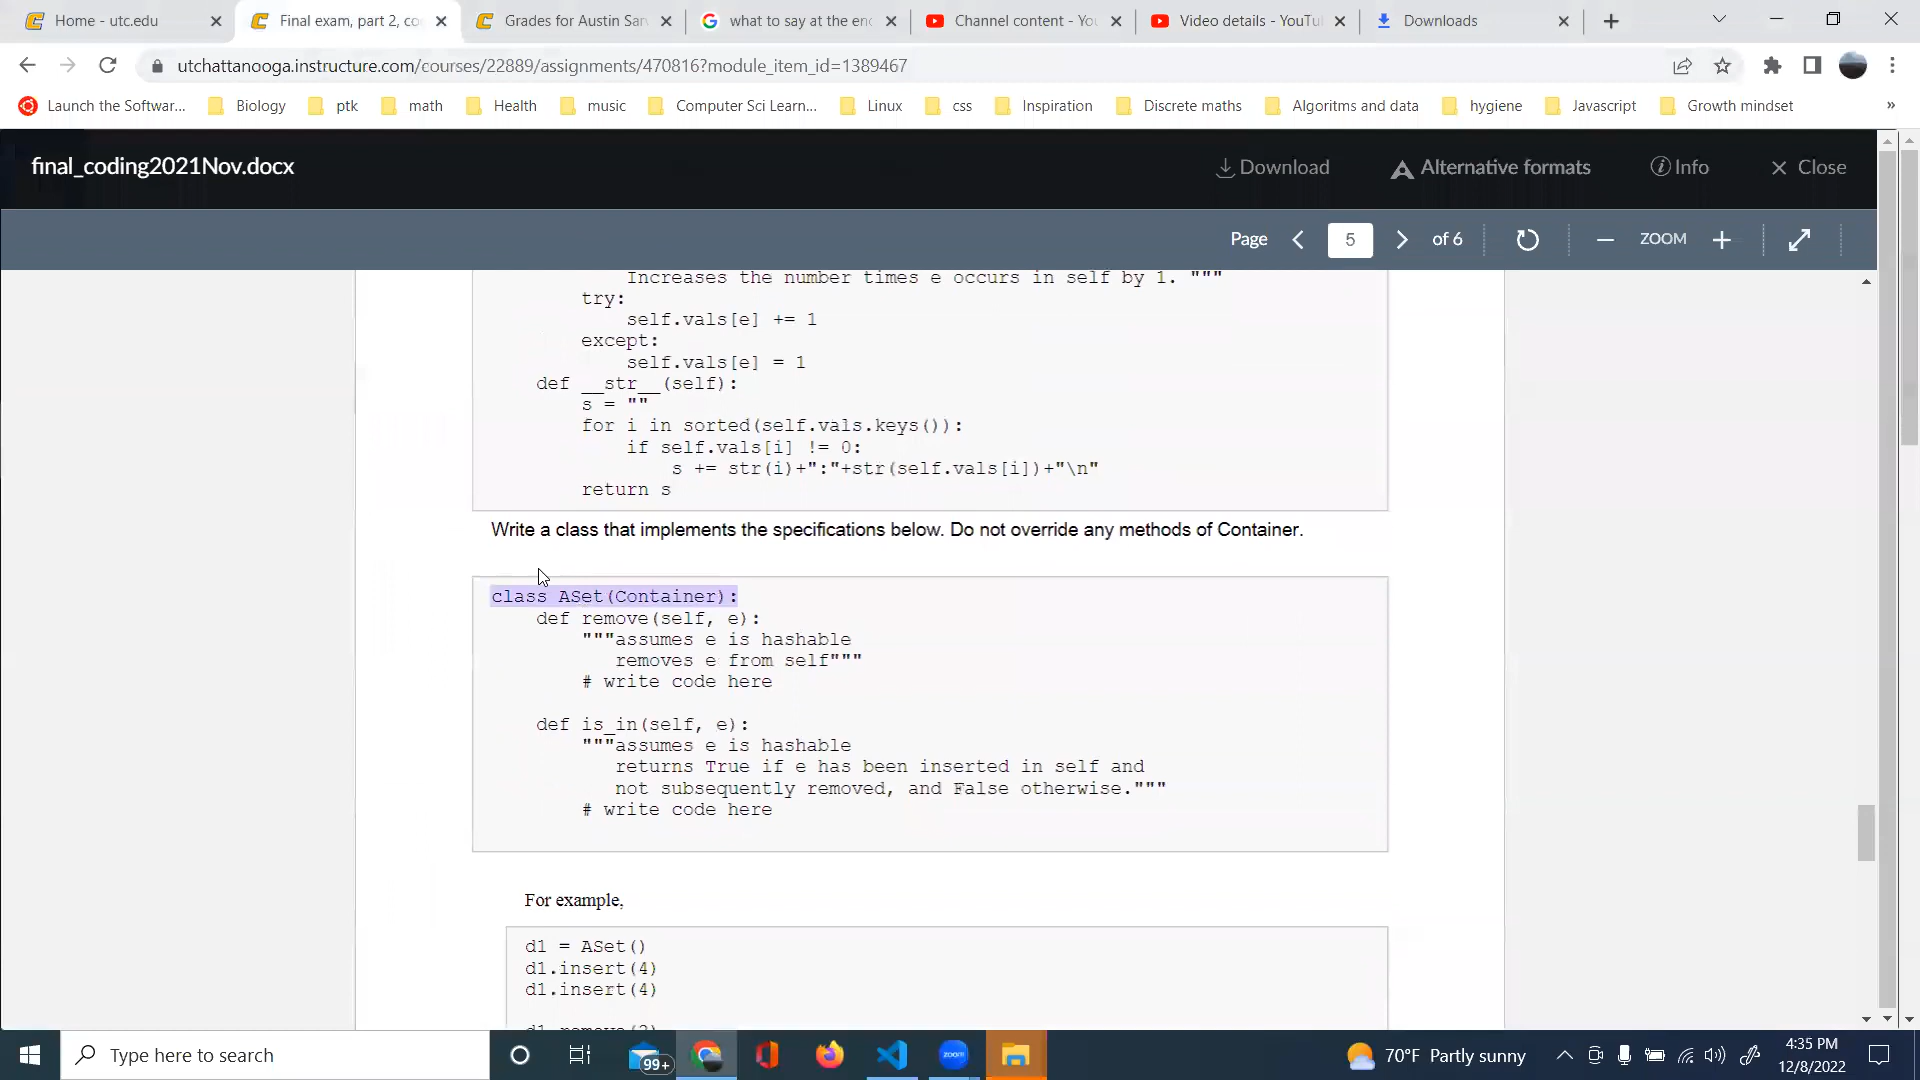 Home - utc.edu
Final exam, part 2, co
Grades for Austin San
what to say at the end
Channel content - You
Video details - YouTu
Downloads
utchattanooga.instructure.com/courses/22889/assignments/470816?module_item_id=1389467
Launch the Softwar...
Biology
ptk
math
Health
music
Computer Sci Learn...
Linux
css
Inspiration
Discrete maths
Algoritms and data
hygiene
Javascript
Growth mindset
»
final_coding2021Nov.docx
Download
Alternative formats
Info
Close
Page 5 of 6
ZOOM
Increases the number times e occurs in self by 1. """
try:
self.vals[e] += 1
except:
self.vals[e] = 1
def __str__(self):
s = ""
for i in sorted(self.vals.keys()):
if self.vals[i] != 0:
s += str(i)+":"+str(self.vals[i])+"\n"
return s
Write a class that implements the specifications below. Do not override any methods of Container.
class ASet(Container):
def remove(self, e):
"""assumes e is hashable
removes e from self"""
# write code here
def is_in(self, e):
"""assumes e is hashable
returns True if e has been inserted in self and
not subsequently removed, and False otherwise."""
# write code here
For example,
d1 = ASet()
d1.insert(4)
d1.insert(4)
d1.remove(2)
Type here to search
99+
zoom
70°F Partly sunny
4:35 PM
12/8/2022